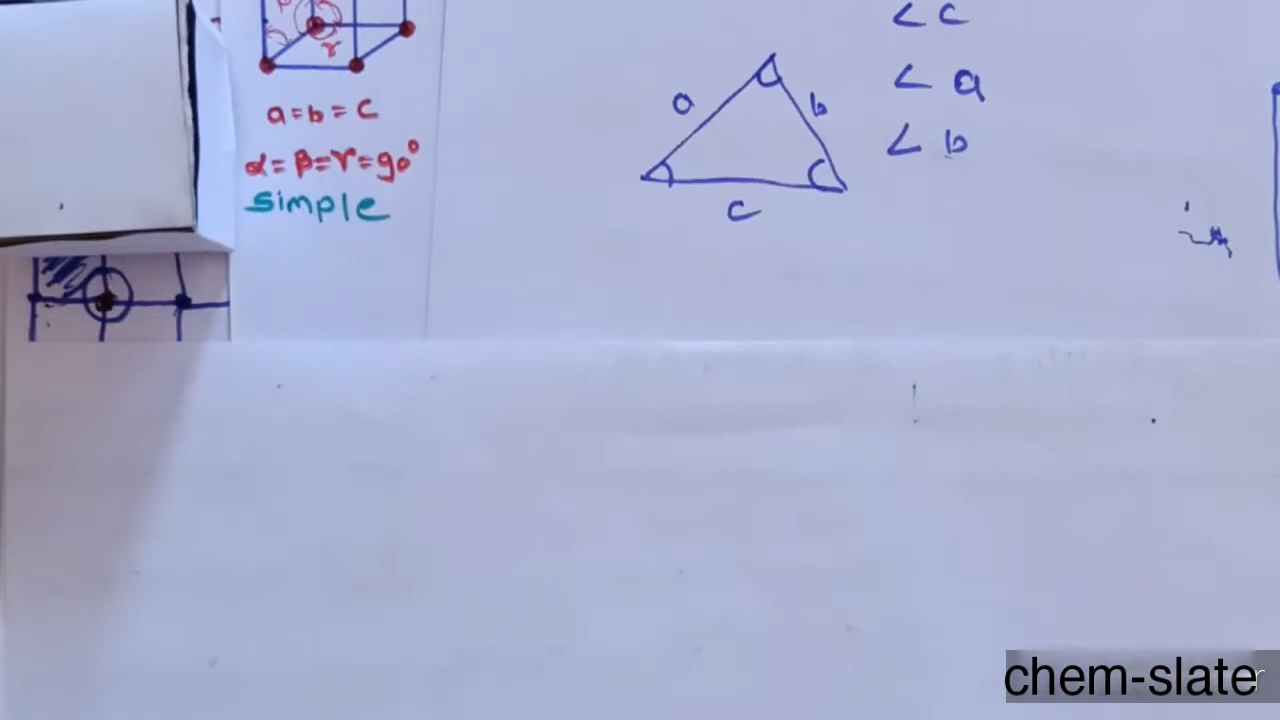 γ
a = b = c
α = β = γ = 90°
simple
a
b
c
∠ c
∠ a
∠ b
chem-slate